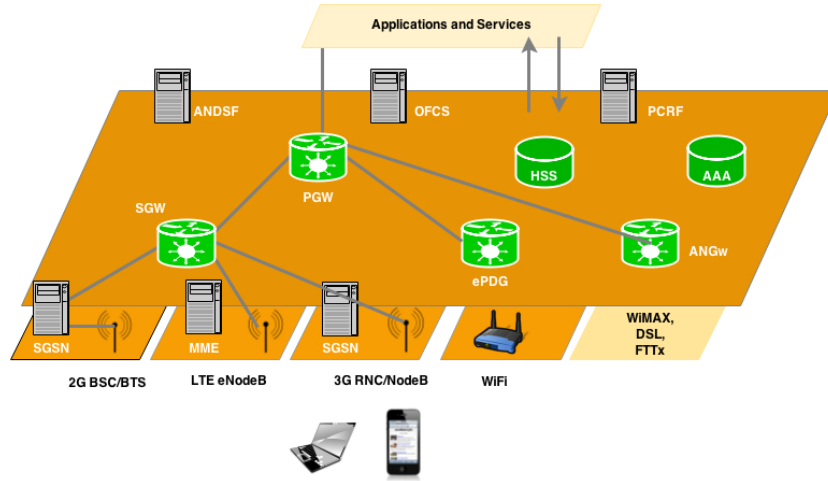 Applications and Services
ANDSF
OFCS
PCRF
HSS
AAA
PGW
SGW
ePDG
ANGw
SGSN
MME
SGSN
WiMAX,
DSL,
FTTx
2G BSC/BTS
LTE eNodeB
3G RNC/NodeB
WiFi